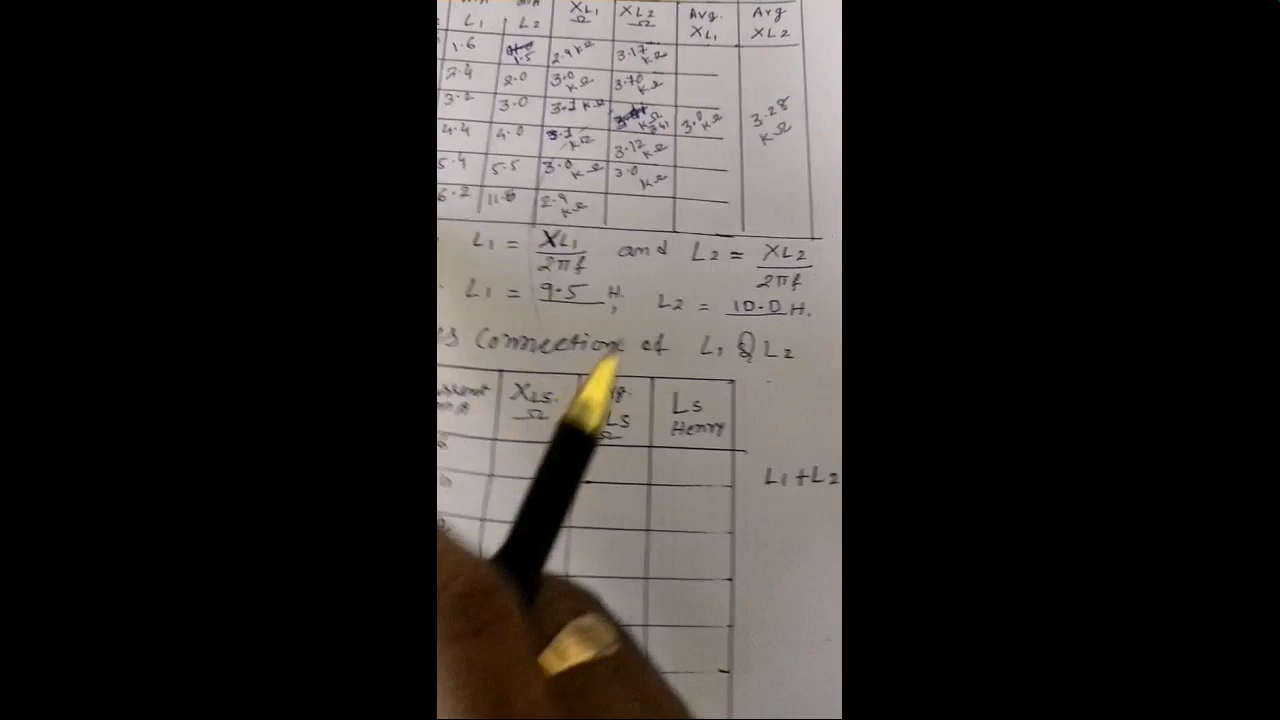 L1 L2 XL1 Ω XL2 Ω Avg. XL1 Avg XL2
1.6 1.5 2.9 kΩ 3.17 kΩ
2.4 2.0 3.0 kΩ 3.70 kΩ
3.2 3.0 3.1 kΩ kΩ 3.0 kΩ 3.28 kΩ
4.4 4.0 3.1 kΩ 3.12 kΩ
5.4 5.5 3.0 kΩ 3.0 kΩ
6.2 2.9 kΩ
L1 = XL1 / 2πf and L2 = XL2 / 2πf
L1 = 9.5 H, L2 = 10.0 H.
Connection of L1 & L2
XLS. Ω LS Ω Ls Henry
L1+L2